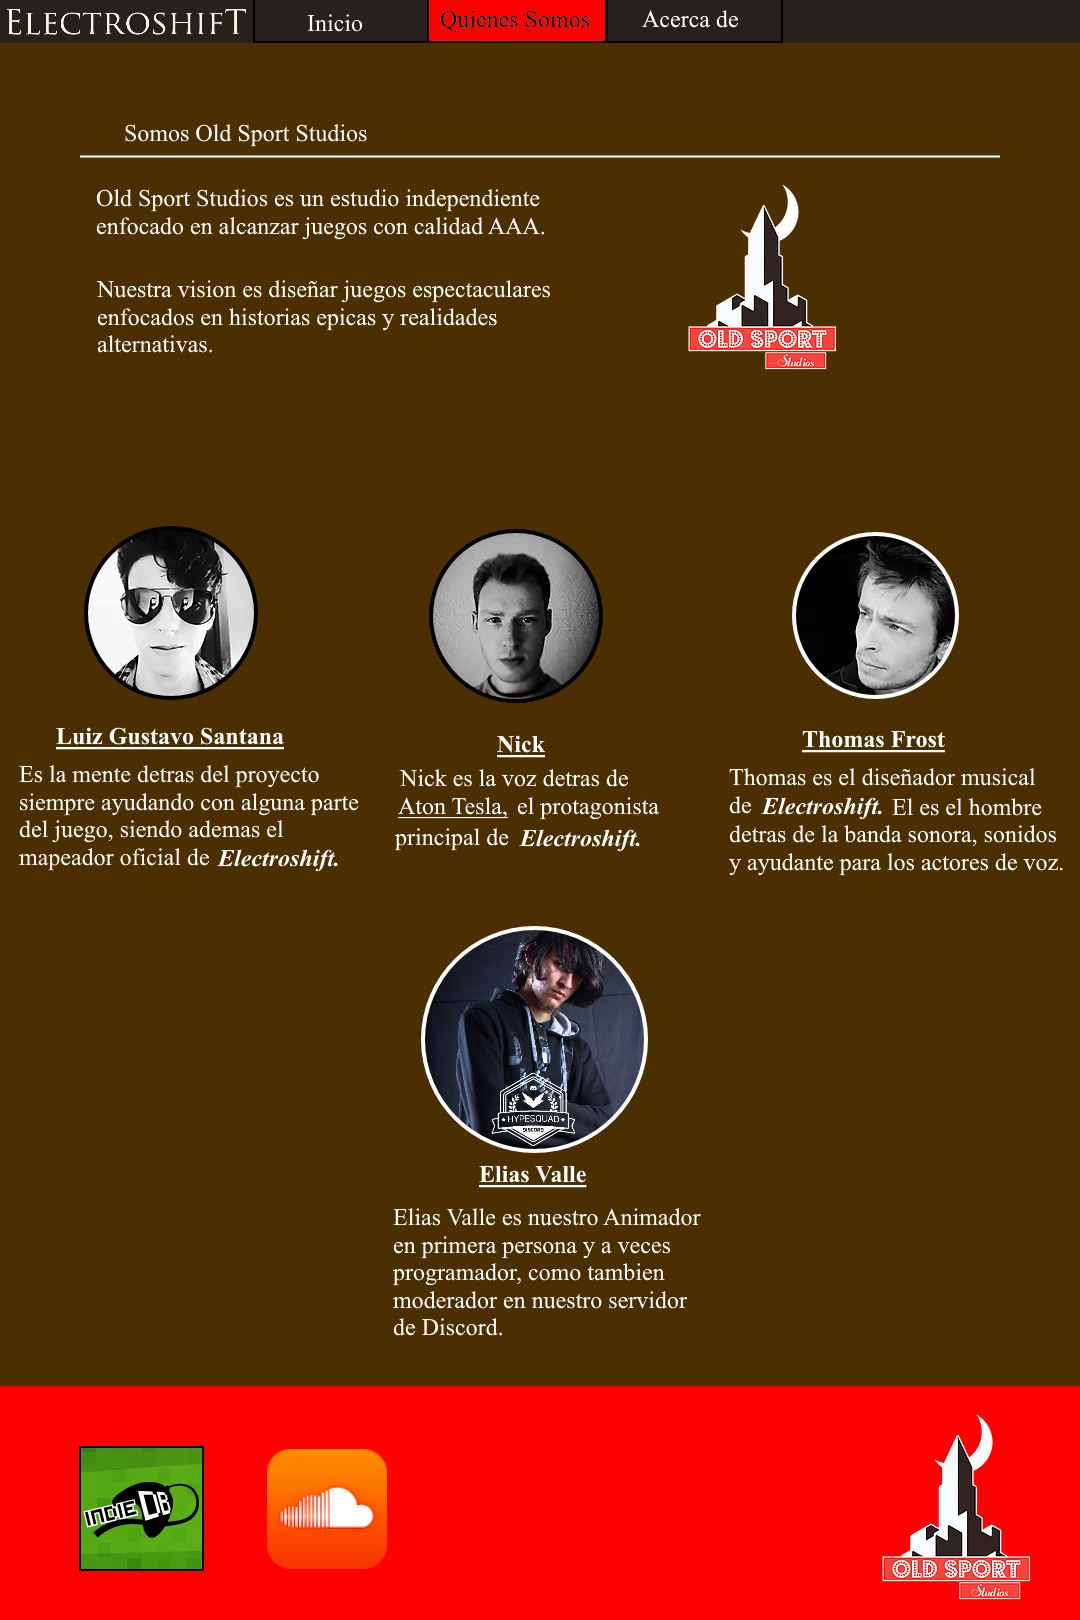 ELECTROSHIFT
Inicio
Quienes Somos
Acerca de
Somos Old Sport Studios
Old Sport Studios es un estudio independiente
enfocado en alcanzar juegos con calidad AAA.
Nuestra vision es diseñar juegos espectaculares
enfocados en historias epicas y realidades
alternativas.
OLD SPORT
Studios
Luiz Gustavo Santana
Es la mente detras del proyecto
siempre ayudando con alguna parte
del juego, siendo ademas el
mapeador oficial de Electroshift.
Nick
Nick es la voz detras de
Aton Tesla, el protagonista
principal de Electroshift.
Thomas Frost
Thomas es el diseñador musical
de Electroshift. El es el hombre
detras de la banda sonora, sonidos
y ayudante para los actores de voz.
HYPESQUAD
DISCORD
Elias Valle
Elias Valle es nuestro Animador
en primera persona y a veces
programador, como tambien
moderador en nuestro servidor
de Discord.
INDIE DB
OLD SPORT
Studios